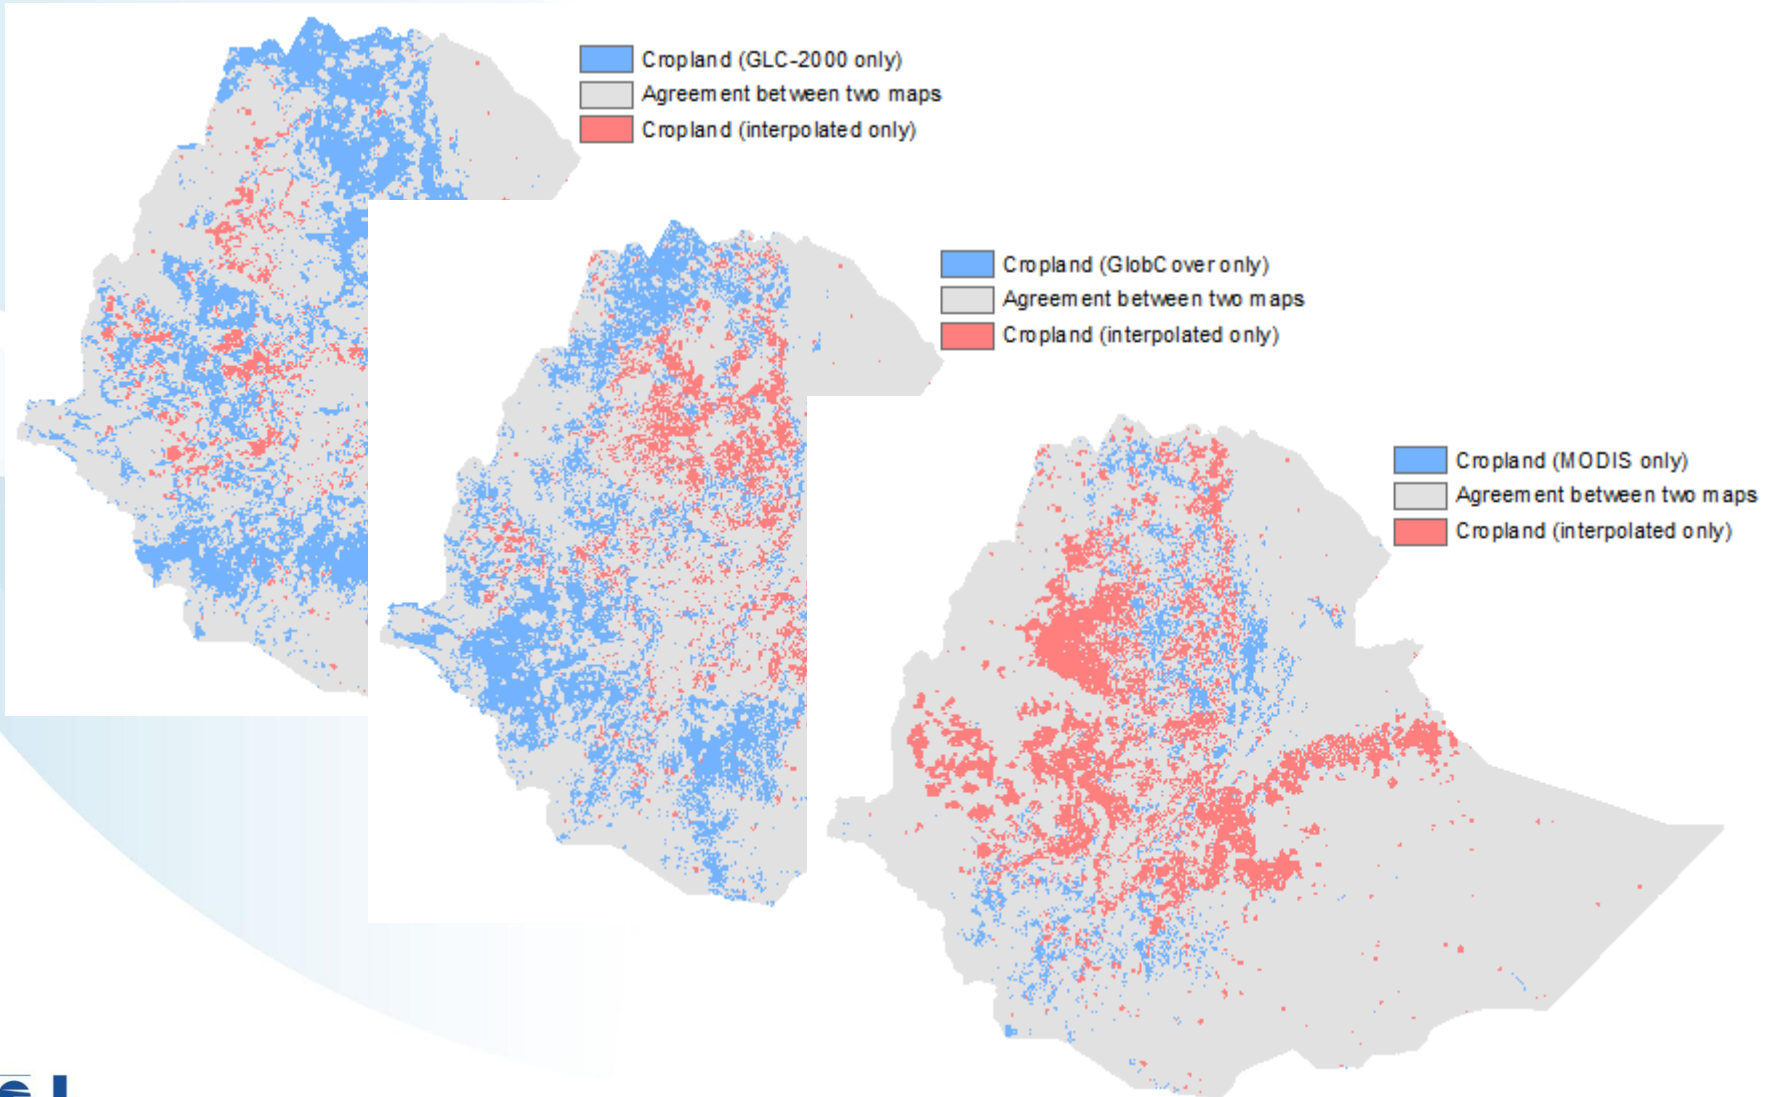 Cropland (GLC-2000 only)
Agreement between two maps
Cropland (interpolated only)
Cropland (GlobCover only)
Agreement between two maps
Cropland (interpolated only)
Cropland (MODIS only)
Agreement between two maps
Cropland (interpolated only)